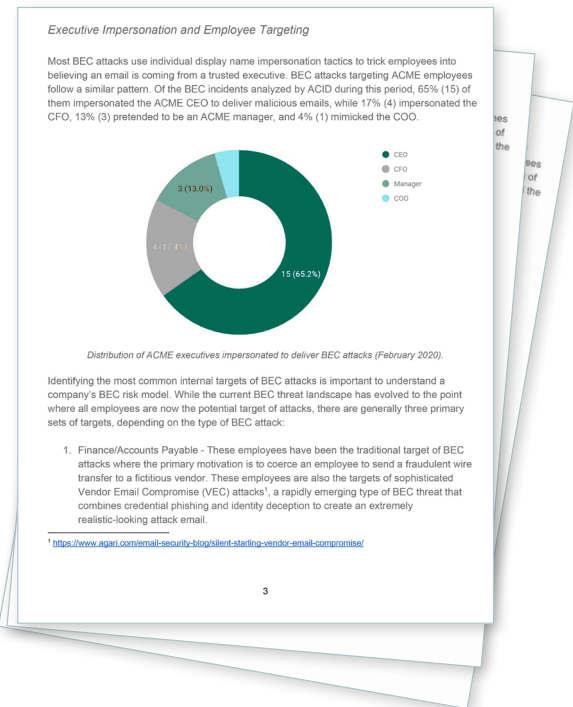 Executive Impersonation and Employee Targeting
Most BEC attacks use individual display name impersonation tactics to trick employees into
believing an email is coming from a trusted executive. BEC attacks targeting ACME employees
follow a similar pattern. Of the BEC incidents analyzed by ACID during this period, 65% (15) of
them impersonated the ACME CEO to deliver malicious emails, while 17% (4) impersonated the
CFO, 13% (3) pretended to be an ACME manager, and 4% (1) mimicked the COO.
CEO
CFO
Manager
COO
3 (13.0%)
4 (17.4%)
15 (65.2%)
Distribution of ACME executives impersonated to deliver BEC attacks (February 2020).
Identifying the most common internal targets of BEC attacks is important to understand a
company's BEC risk model. While the current BEC threat landscape has evolved to the point
where all employees are now the potential target of attacks, there are generally three primary
sets of targets, depending on the type of BEC attack:
1. Finance/Accounts Payable - These employees have been the traditional target of BEC
attacks where the primary motivation is to coerce an employee to send a fraudulent wire
transfer to a fictitious vendor. These employees are also the targets of sophisticated
Vendor Email Compromise (VEC) attacks¹, a rapidly emerging type of BEC threat that
combines credential phishing and identity deception to create an extremely
realistic-looking attack email.
¹ https://www.agari.com/email-security-blog/silent-starling-vendor-email-compromise/
3
of
the
of
the